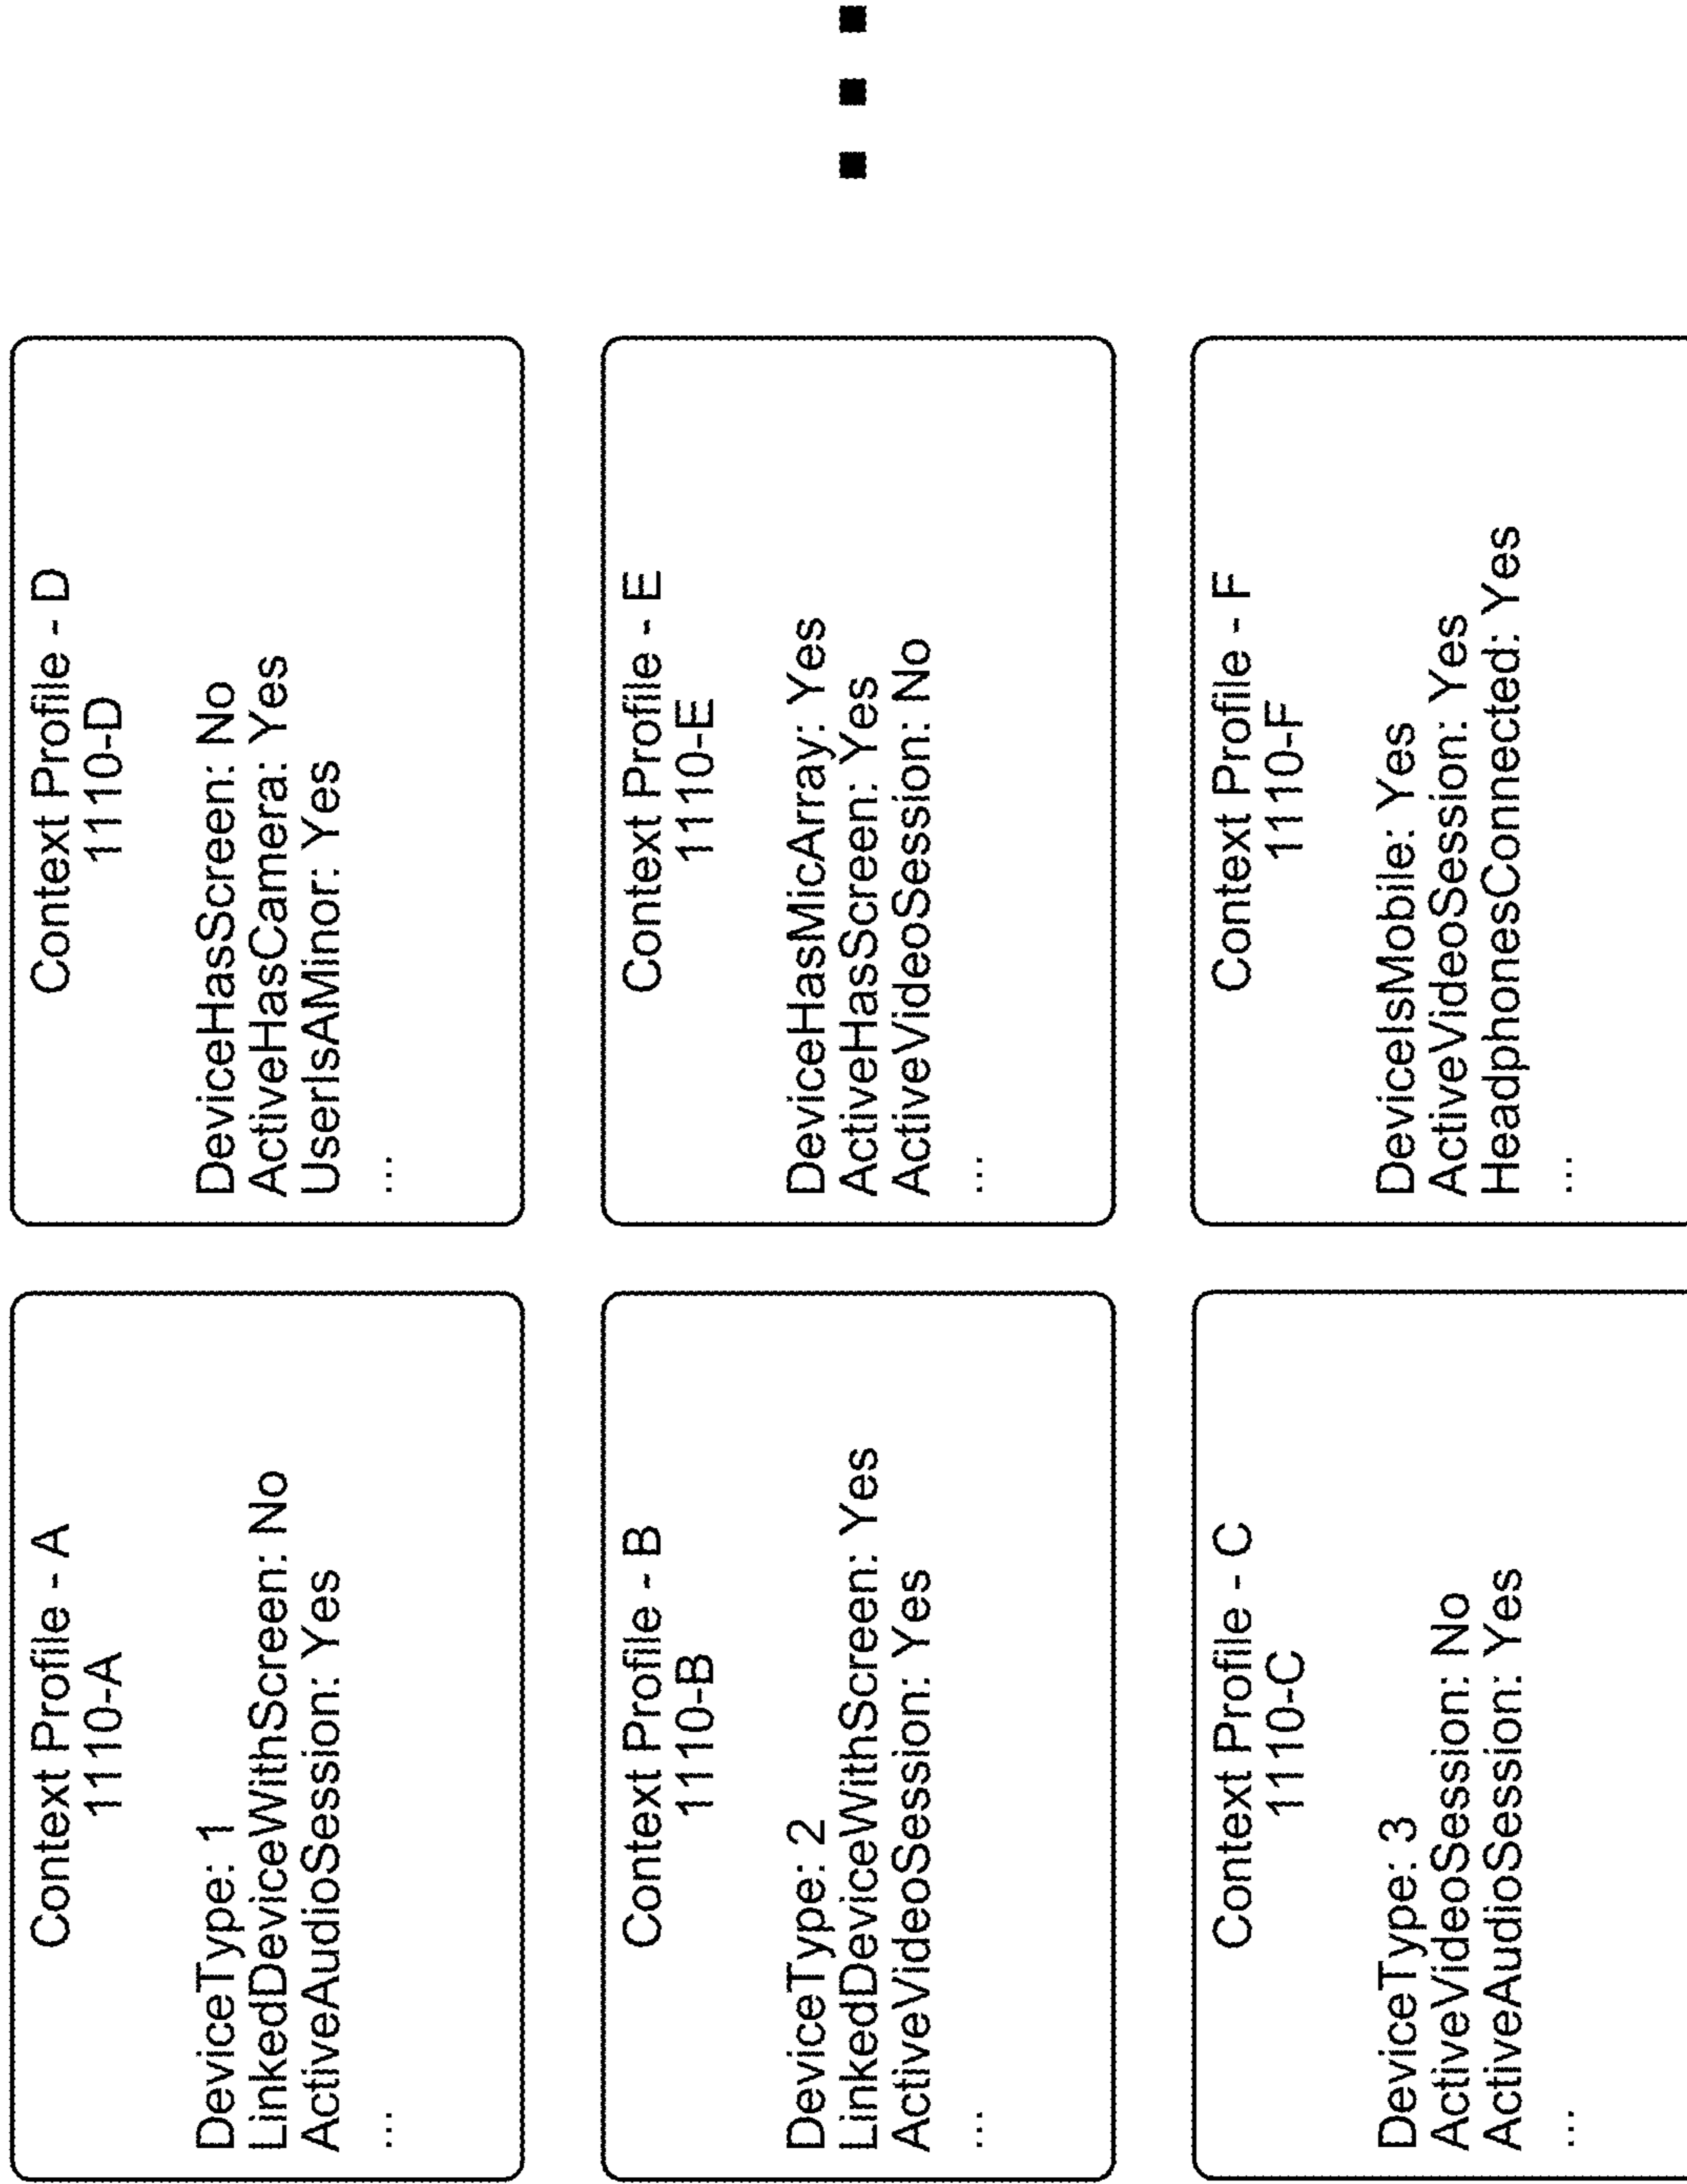 Context Profile - A
1110-A
DeviceType: 1
LinkedDeviceWithScreen: No
ActiveAudioSession: Yes
...
Context Profile - B
1110-B
DeviceType: 2
LinkedDeviceWithScreen: Yes
ActiveVideoSession: Yes
...
Context Profile - C
1110-C
DeviceType: 3
ActiveVideoSession: No
ActiveAudioSession: Yes
...
Context Profile - D
1110-D
DeviceHasScreen: No
ActiveHasCamera: Yes
UserIsAMinor: Yes
...
Context Profile - E
1110-E
DeviceHasMicArray: Yes
ActiveHasScreen: Yes
ActiveVideoSession: No
...
Context Profile - F
1110-F
DeviceIsMobile: Yes
ActiveVideoSession: Yes
HeadphonesConnected: Yes
...